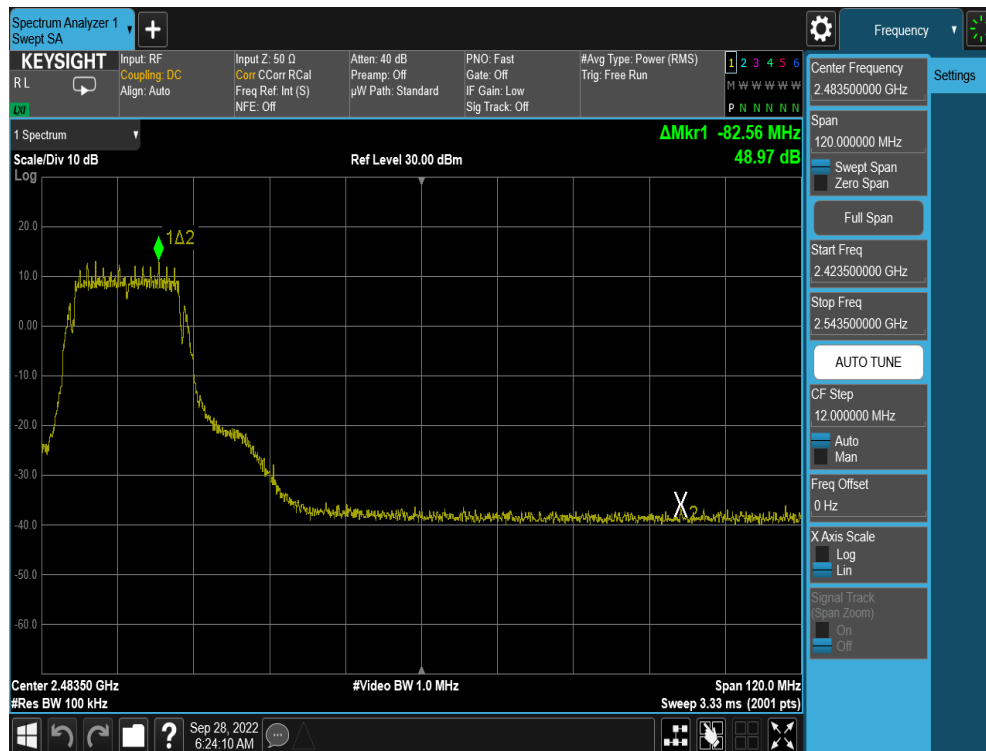 Spectrum Analyzer 1
Swept SA
+
Frequency
KEYSIGHT
R L
LXI
Input: RF
Coupling: DC
Align: Auto
Input Z: 50 Ω
Corr CCorr RCal
Freq Ref: Int (S)
NFE: Off
Atten: 40 dB
Preamp: Off
µW Path: Standard
PNO: Fast
Gate: Off
IF Gain: Low
Sig Track: Off
#Avg Type: Power (RMS)
Trig: Free Run
1 2 3 4 5 6
M W W W W W
P N N N N N
1 Spectrum
ΔMkr1 -82.56 MHz
48.97 dB
Scale/Div 10 dB
Ref Level 30.00 dBm
Log
20.0
10.0
0.00
-10.0
-20.0
-30.0
-40.0
-50.0
-60.0
1Δ2
X2
Center 2.48350 GHz
#Video BW 1.0 MHz
Span 120.0 MHz
#Res BW 100 kHz
Sweep 3.33 ms (2001 pts)
Center Frequency
2.483500000 GHz
Settings
Span
120.000000 MHz
Swept Span
Zero Span
Full Span
Start Freq
2.423500000 GHz
Stop Freq
2.543500000 GHz
AUTO TUNE
CF Step
12.000000 MHz
Auto
Man
Freq Offset
0 Hz
X Axis Scale
Log
Lin
Signal Track
(Span Zoom)
On
Off
?
Sep 28, 2022
6:24:10 AM